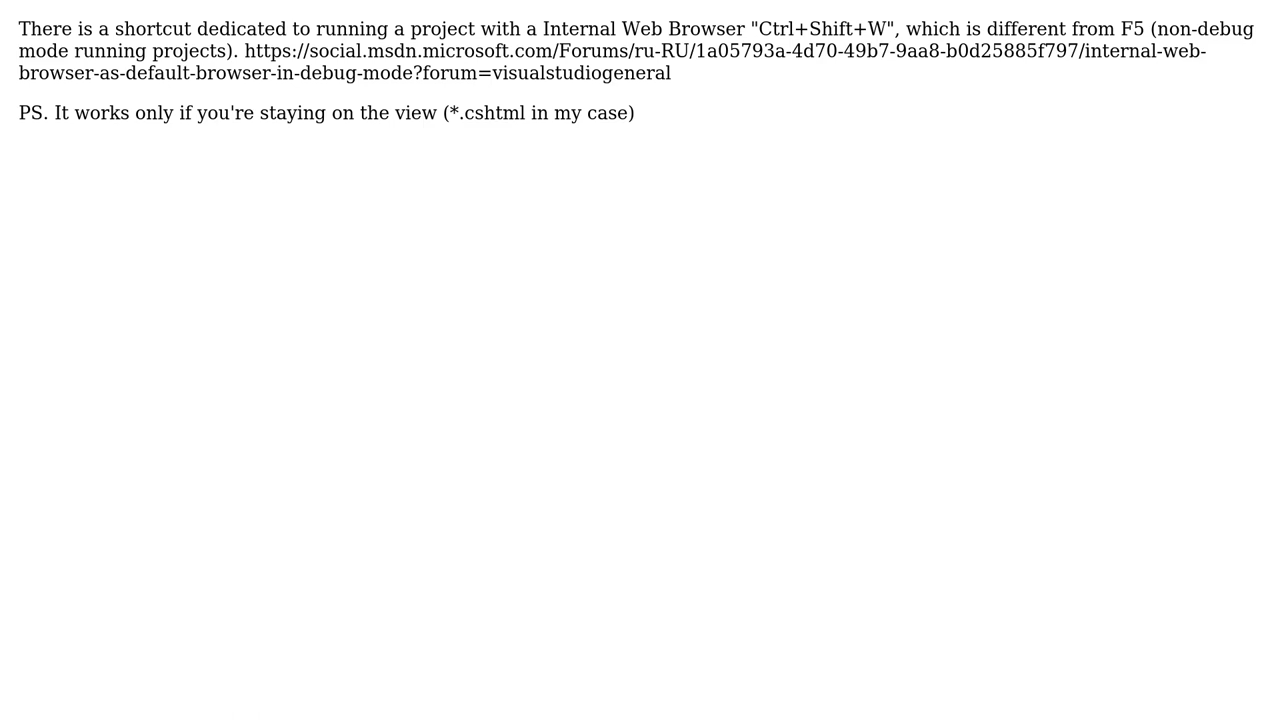 There is a shortcut dedicated to running a project with a Internal Web Browser "Ctrl+Shift+W", which is different from F5 (non-debug
mode running projects). https://social.msdn.microsoft.com/Forums/ru-RU/1a05793a-4d70-49b7-9aa8-b0d25885f797/internal-web-
browser-as-default-browser-in-debug-mode?forum=visualstudiogeneral
PS. It works only if you're staying on the view (*.cshtml in my case)